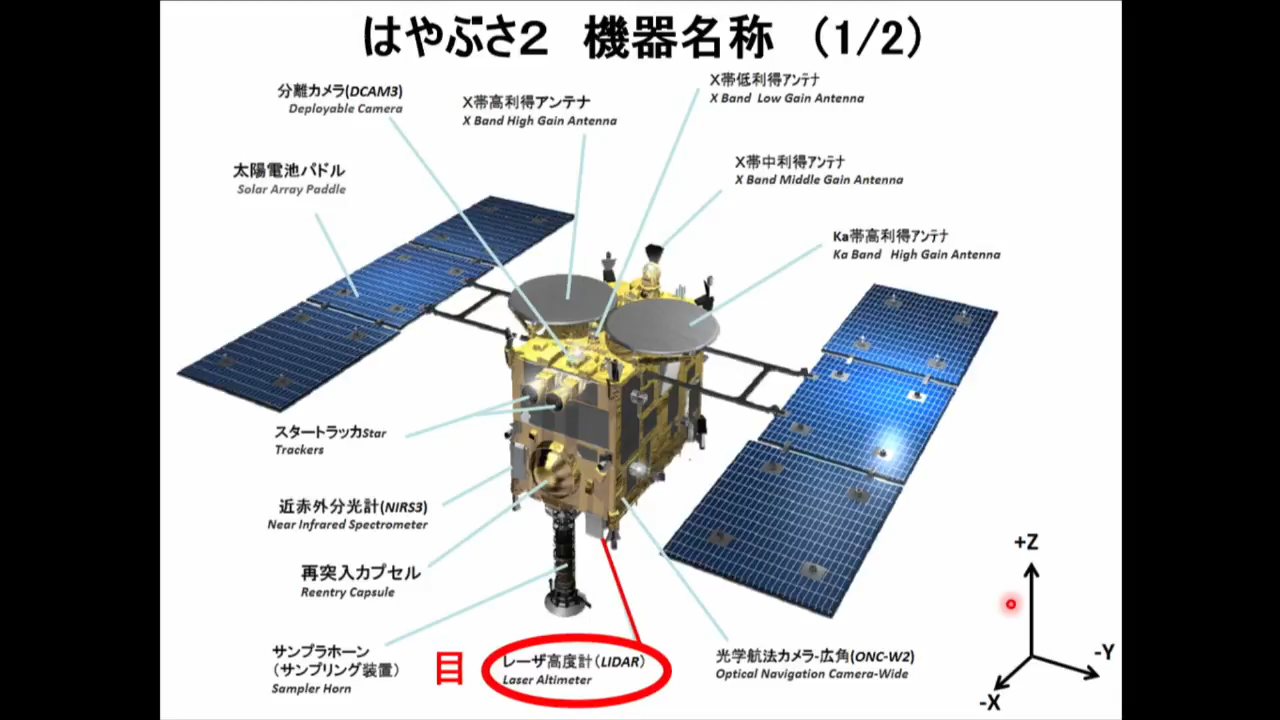 はやぶさ２ 機器名称 （1/2）
分離カメラ(DCAM3)
Deployable Camera
X帯高利得アンテナ
X Band High Gain Antenna
X帯低利得ｱﾝﾃﾅ
X Band Low Gain Antenna
X帯中利得ｱﾝﾃﾅ
X Band Middle Gain Antenna
太陽電池パドル
Solar Array Paddle
Ka帯高利得ｱﾝﾃﾅ
Ka Band High Gain Antenna
スタートラッカStar
Trackers
近赤外分光計(NIRS3)
Near Infrared Spectrometer
再突入カプセル
Reentry Capsule
サンプラホーン
（サンプリング装置）
Sampler Horn
目
レーザ高度計（LIDAR）
Laser Altimeter
光学航法カメラ-広角(ONC-W2)
Optical Navigation Camera-Wide
+Z
-Y
-X